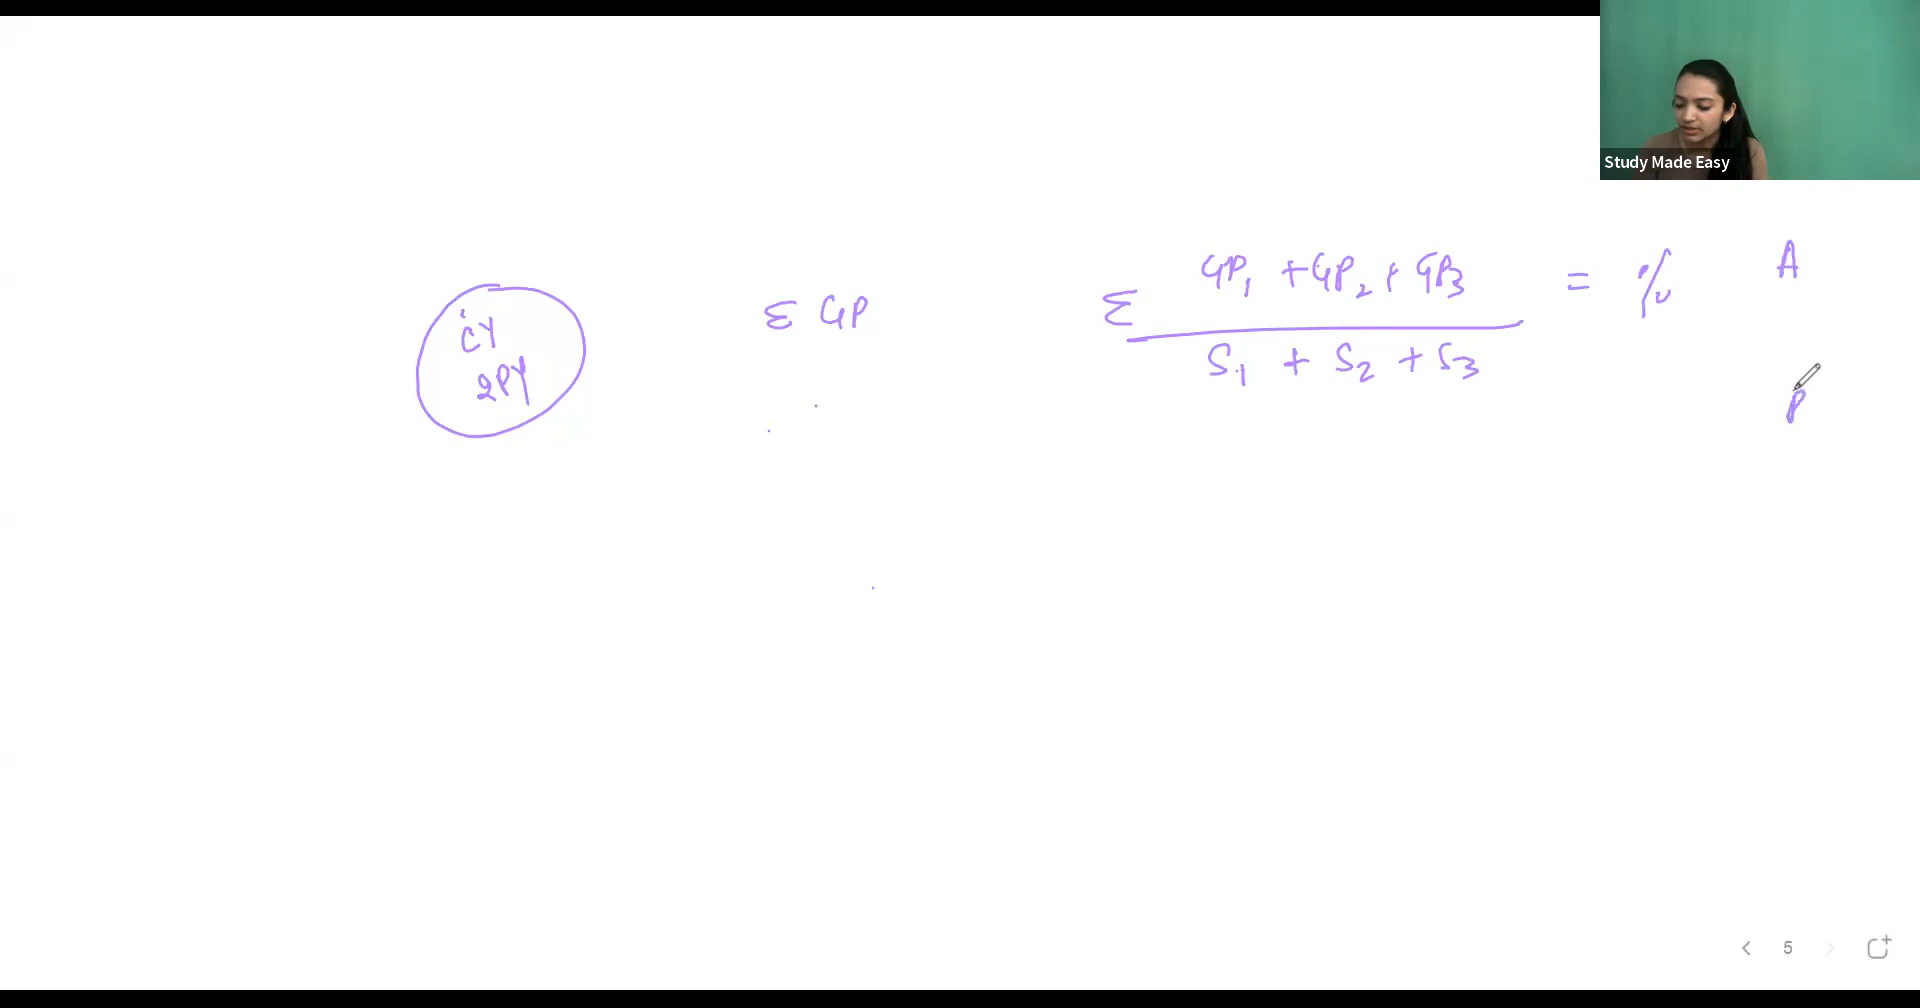 Study Made Easy
CY
2PY
Σ GP
Σ GP₁ + GP₂ + GP₃ = %
S₁ + S₂ + S₃
A
P
5